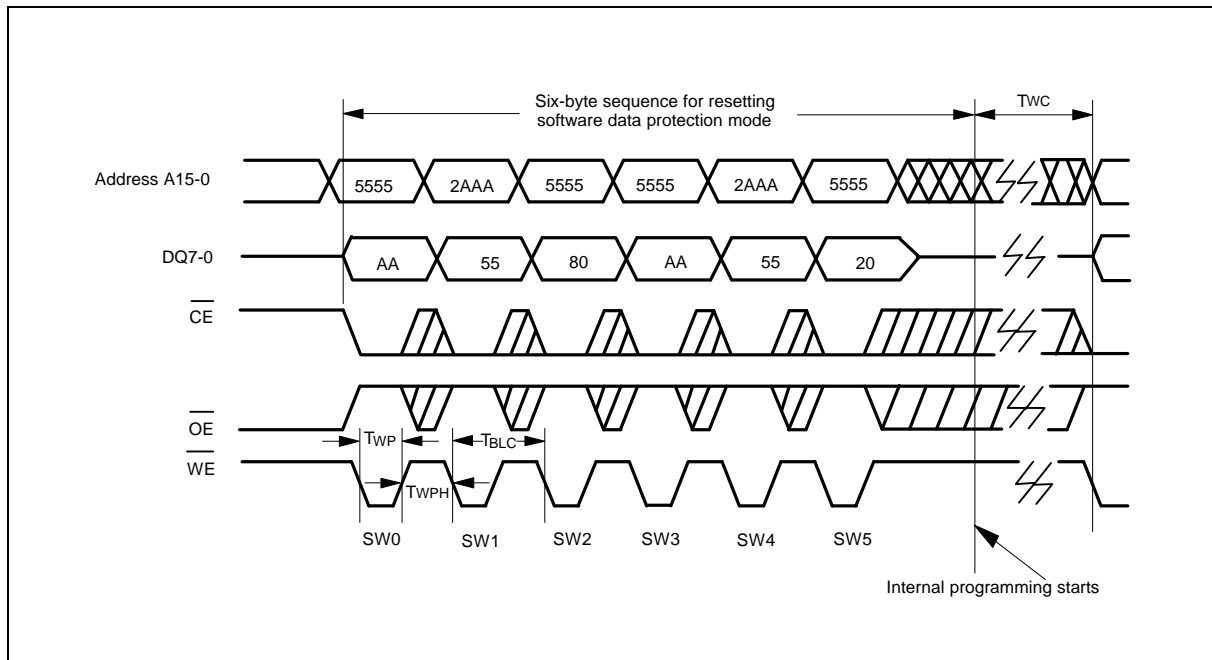 Six-byte sequence for resetting
software data protection mode
TWC
Address A15-0
5555 2AAA 5555 5555 2AAA 5555
DQ7-0
AA 55 80 AA 55 20
CE
OE
TWP TBLC
WE
TWPH
SW0 SW1 SW2 SW3 SW4 SW5
Internal programming starts